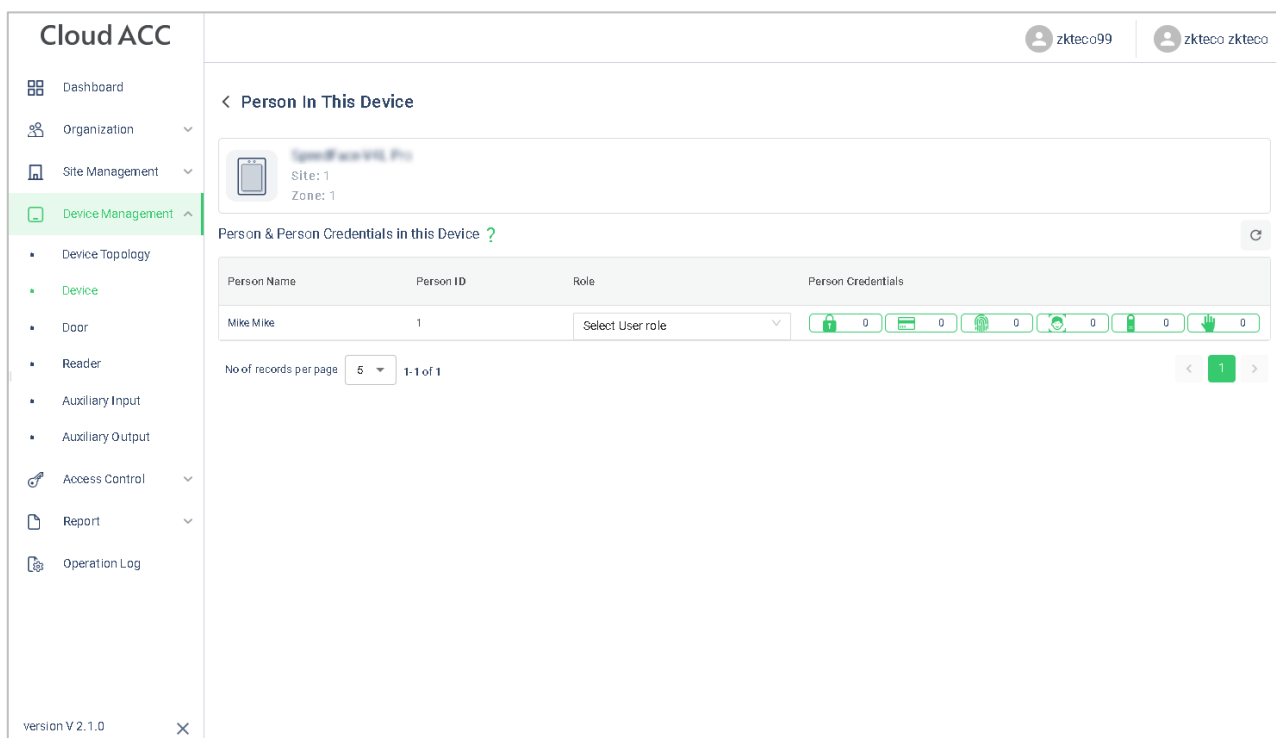 Cloud ACC
zkteco99
zkteco zkteco
Dashboard
Organization
Site Management
Device Management
Device Topology
Device
Door
Reader
Auxiliary Input
Auxiliary Output
Access Control
Report
Operation Log
version V 2.1.0
Person In This Device
Site: 1
Zone: 1
Person & Person Credentials in this Device ?
Person Name Person ID Role Person Credentials
Mike Mike 1 Select User role 0 0 0 0 0 0
No of records per page 5 1-1 of 1 < 1 >